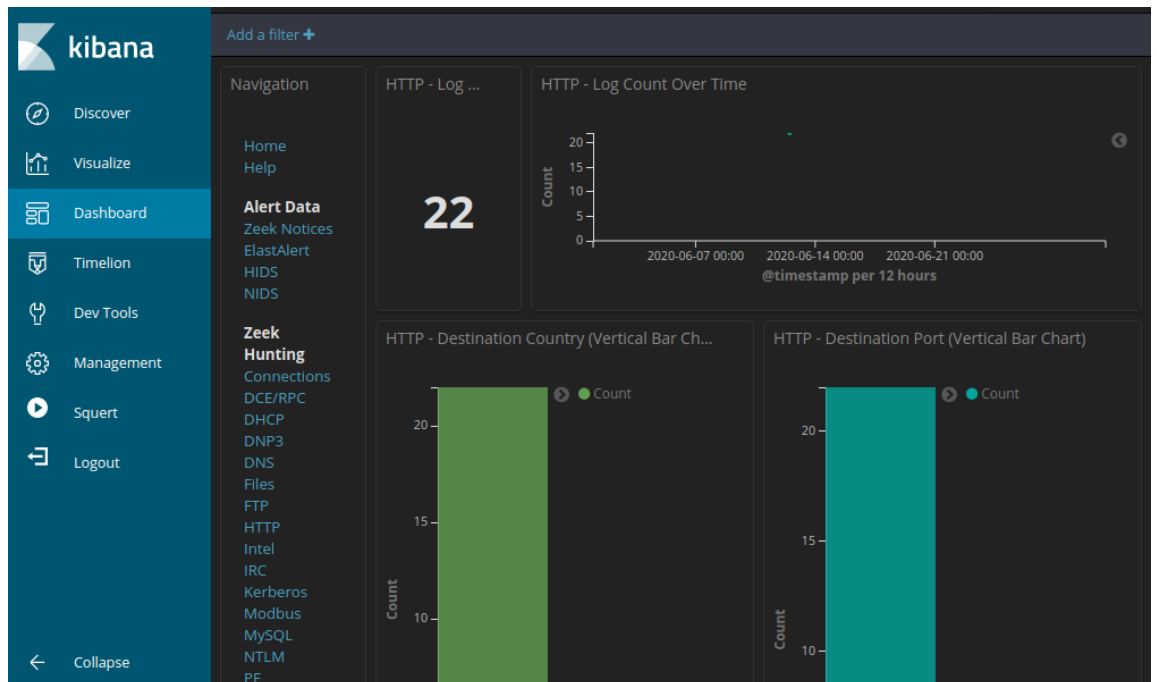 kibana
Discover
Visualize
Dashboard
Timelion
Dev Tools
Management
Squert
Logout
Collapse
Add a filter +
Navigation
Home
Help
Alert Data
Zeek Notices
ElastAlert
HIDS
NIDS
Zeek
Hunting
Connections
DCE/RPC
DHCP
DNP3
DNS
Files
FTP
HTTP
Intel
IRC
Kerberos
Modbus
MySQL
NTLM
PE
HTTP - Log ...
22
HTTP - Log Count Over Time
Count
20
15
10
5
0
2020-06-07 00:00 2020-06-14 00:00 2020-06-21 00:00
@timestamp per 12 hours
HTTP - Destination Country (Vertical Bar Ch...
Count
20
15
10
Count
HTTP - Destination Port (Vertical Bar Chart)
Count
20
15
10
Count